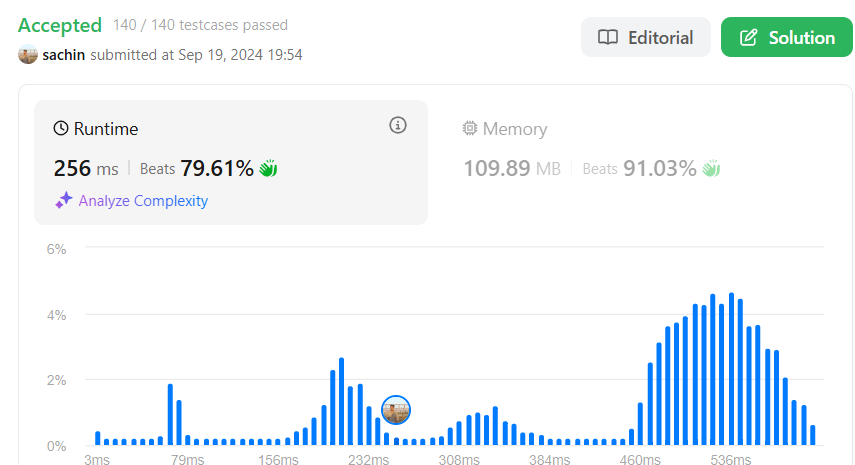 Accepted 140 / 140 testcases passed
Editorial
Solution
sachin submitted at Sep 19, 2024 19:54
Runtime
Memory
256 ms | Beats 79.61%
109.89 MB | Beats 91.03%
Analyze Complexity
6%
4%
2%
0%
3ms 79ms 156ms 232ms 308ms 384ms 460ms 536ms